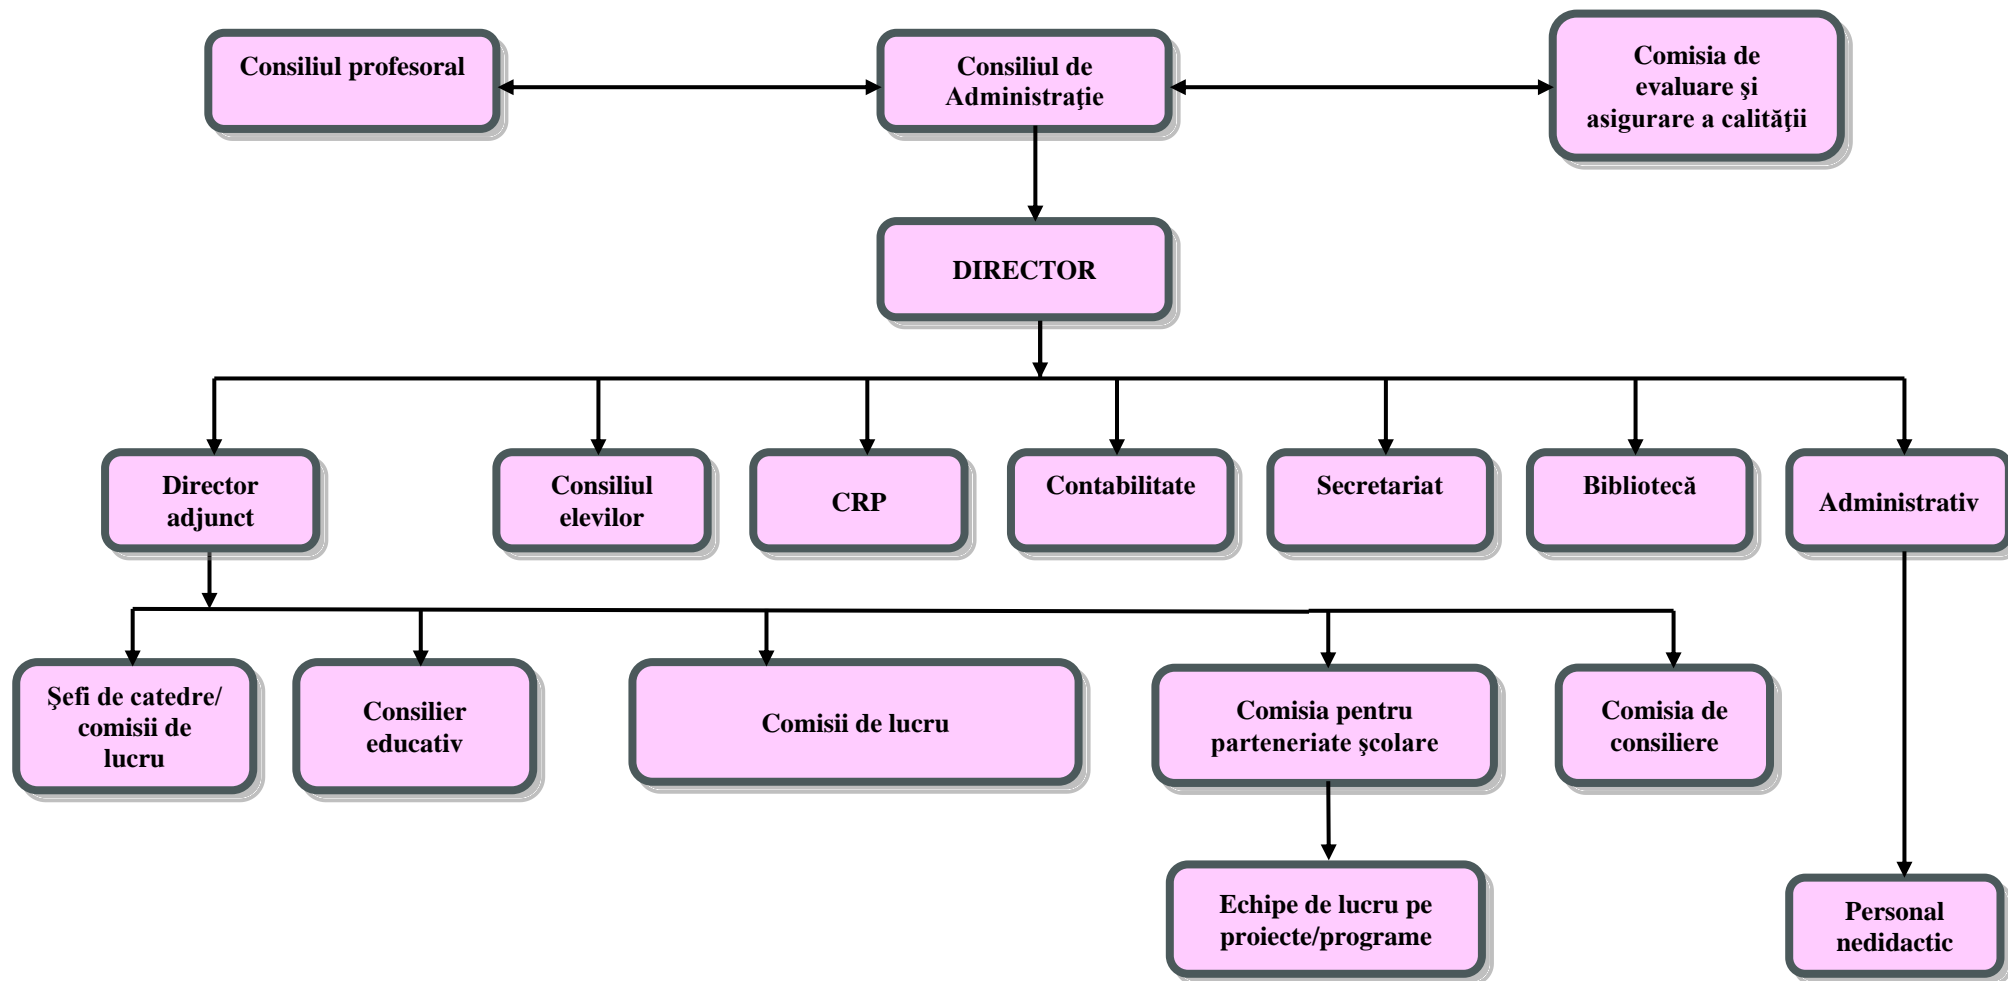 Consiliul profesoral
Consiliul de
Administraţie
Comisia de
evaluare şi
asigurare a calităţii
DIRECTOR
Director
adjunct
Consiliul
elevilor
CRP
Contabilitate
Secretariat
Bibliotecă
Administrativ
Şefi de catedre/
comisii de
lucru
Consilier
educativ
Comisii de lucru
Comisia pentru
parteneriate şcolare
Comisia de
consiliere
Echipe de lucru pe
proiecte/programe
Personal
nedidactic